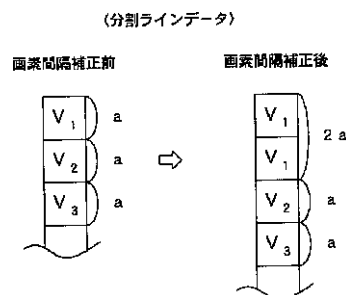 (分割ラインデータ)
画素間隔補正前
画素間隔補正後
V1 a
V2 a
V3 a
⇨
V1
V1
2a
V2 a
V3 a